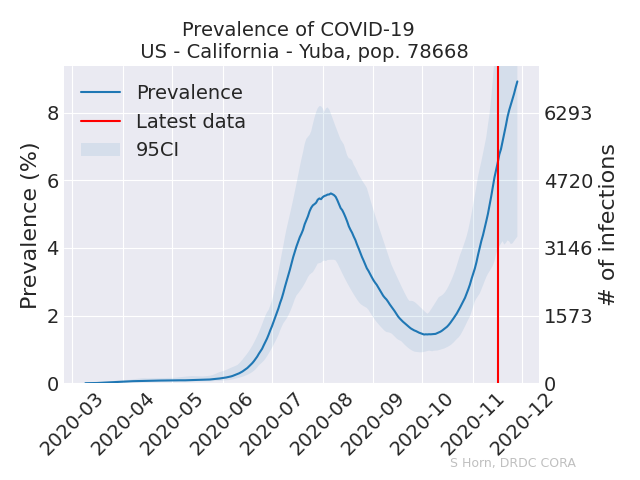 Prevalence of COVID-19
US - California - Yuba, pop. 78668
Prevalence
Latest data
95CI
Prevalence (%)
8
6
4
2
0
6293
4720
3146
1573
0
# of infections
2020-03
2020-04
2020-05
2020-06
2020-07
2020-08
2020-09
2020-10
2020-11
2020-12
S Horn, DRDC CORA